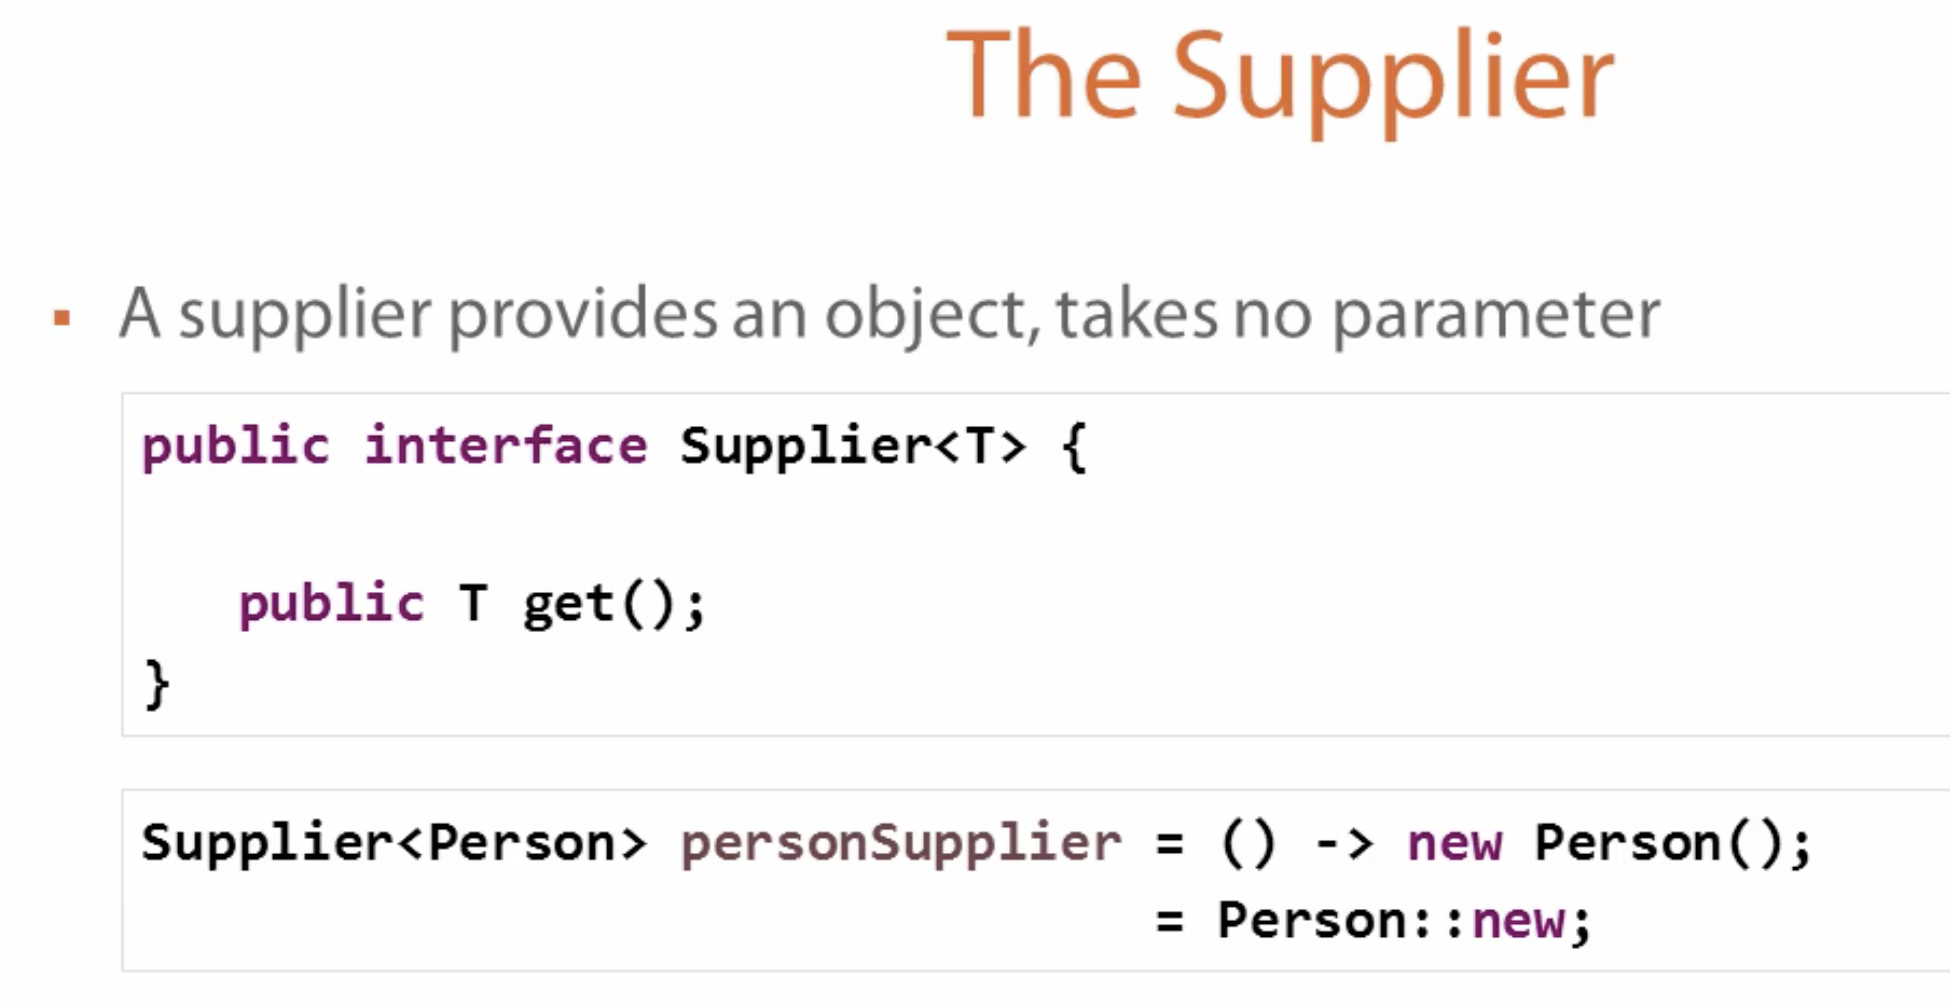 The Supplier
▪ A supplier provides an object, takes no parameter
public interface Supplier<T> {
public T get();
}
Supplier<Person> personSupplier = () -> new Person();
= Person::new;